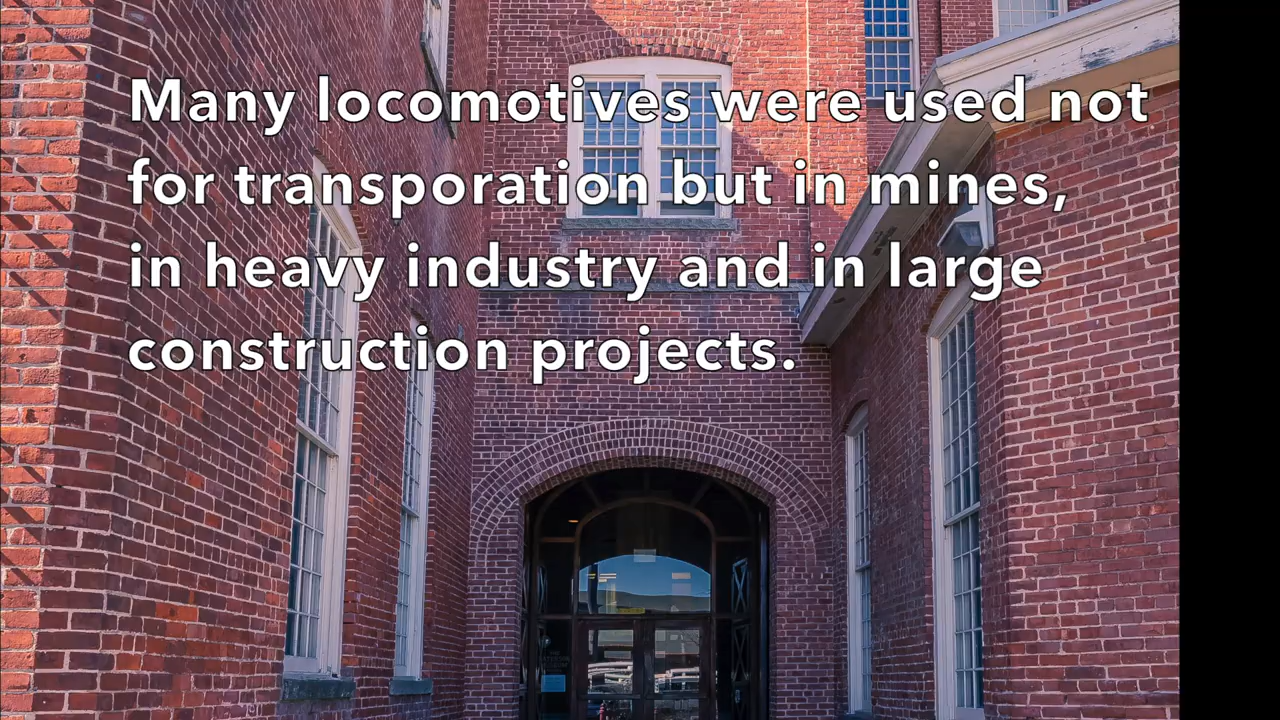 Many locomotives were used not
for transporation but in mines,
in heavy industry and in large
construction projects.